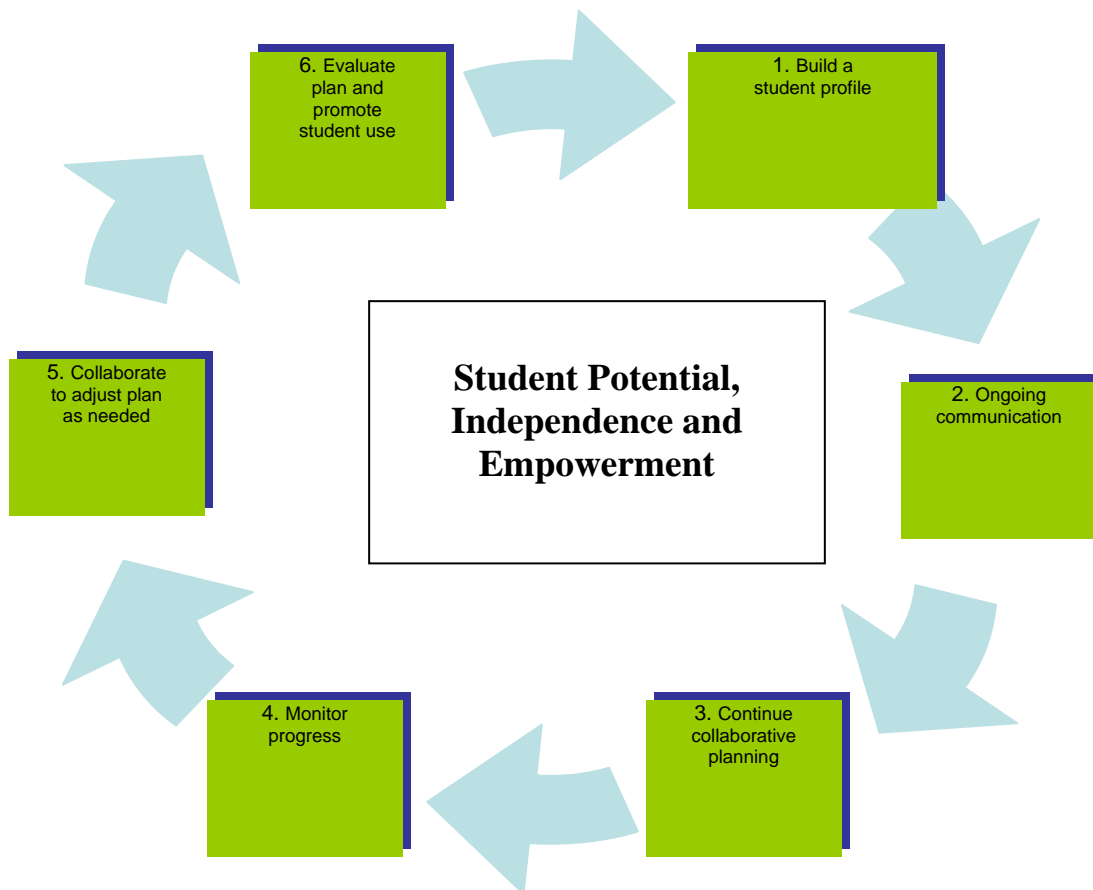 1. Build a
student profile
2. Ongoing
communication
3. Continue
collaborative
planning
4. Monitor
progress
5. Collaborate
to adjust plan
as needed
6. Evaluate
plan and
promote
student use
Student Potential,
Independence and
Empowerment